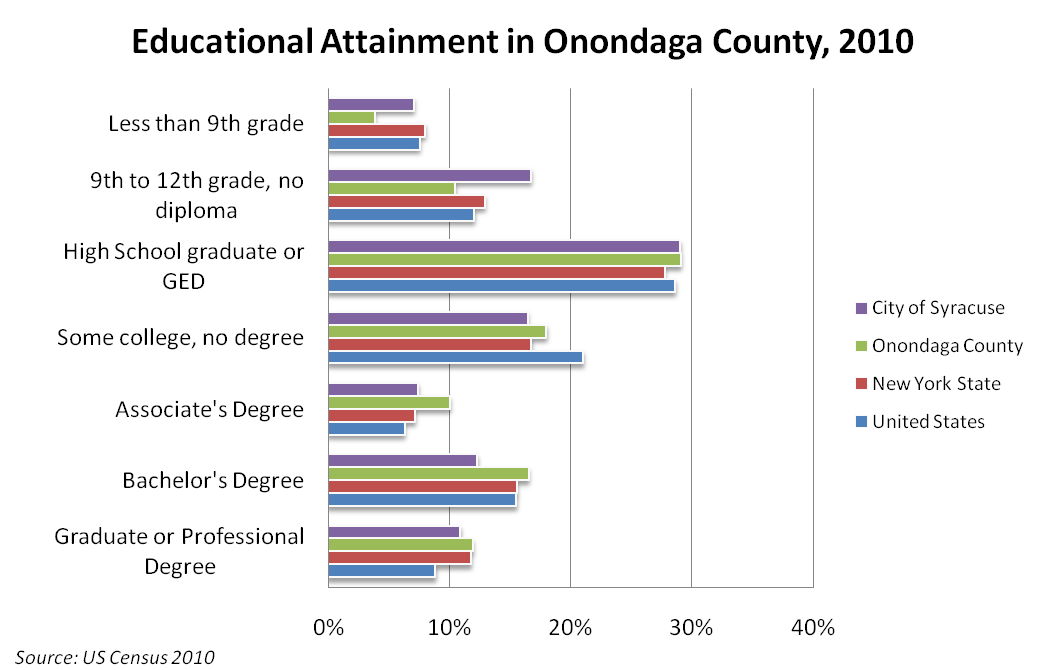 Educational Attainment in Onondaga County, 2010
Less than 9th grade
9th to 12th grade, no
diploma
High School graduate or
GED
Some college, no degree
Associate's Degree
Bachelor's Degree
Graduate or Professional
Degree
City of Syracuse
Onondaga County
New York State
United States
0% 10% 20% 30% 40%
Source: US Census 2010